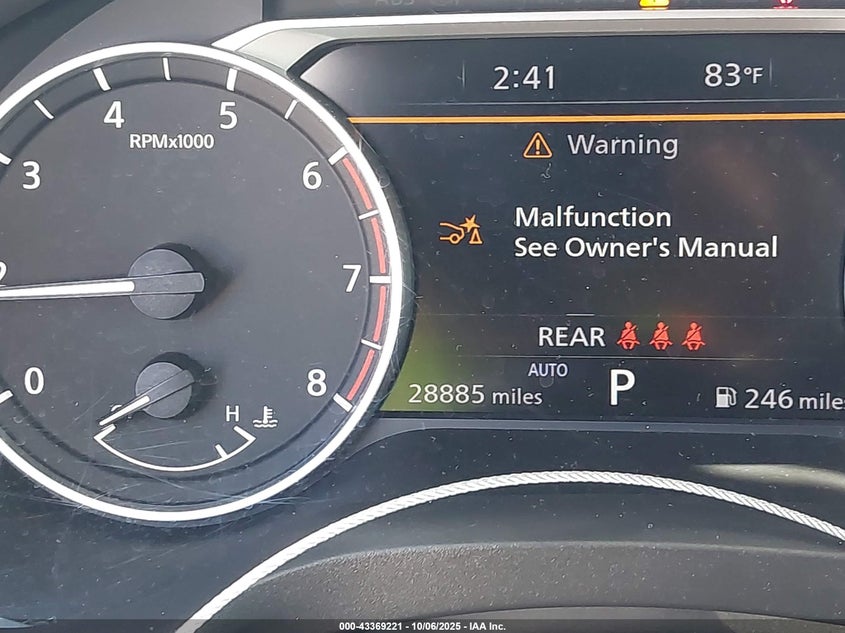 2:41 83°F
Warning
Malfunction
See Owner's Manual
REAR
AUTO
28885 miles P 246 miles
0 2 3 4 5 6 7 8
RPMx1000
H
000-43369221 - 10/06/2025 - IAA Inc.